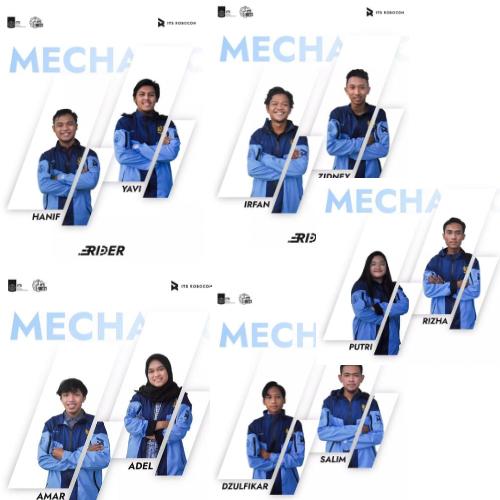 ITS ROBOCON
MECHA
YAVI
HANIF
RIDER
MECHA
ZIDNEY
IRFAN
RID
MECHA
RIZHA
PUTRI
ITS ROBOCON
MECHA
ADEL
AMAR
MECHA
SALIM
DZULFIKAR